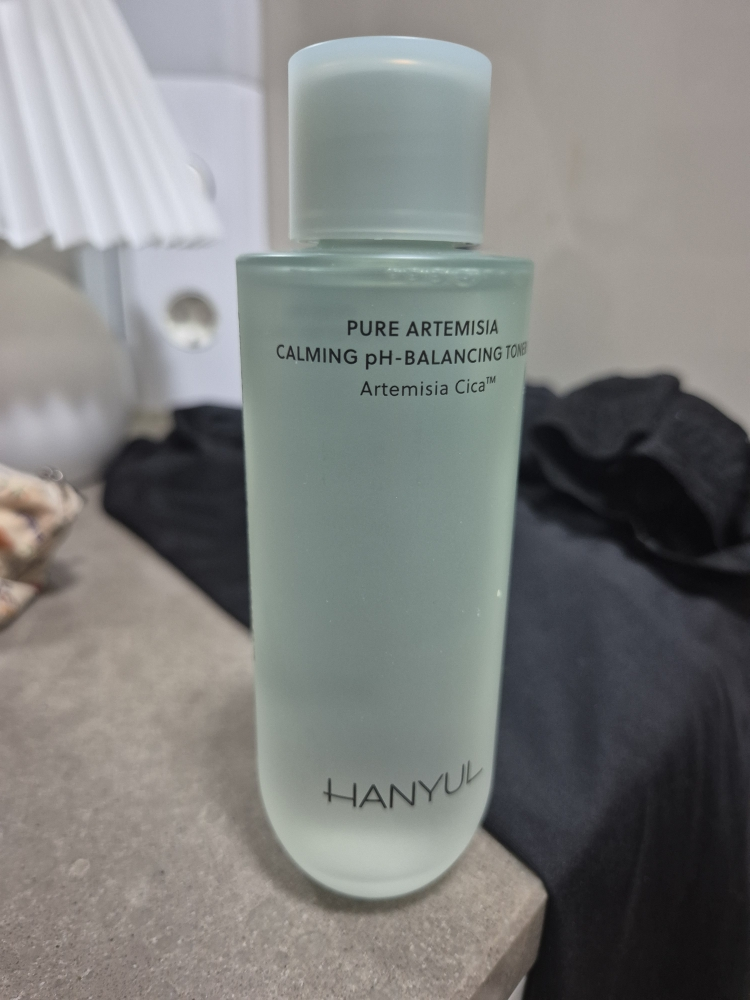 PURE ARTEMISIA
CALMING pH-BALANCING TONER
Artemisia Cica™
HANYUL